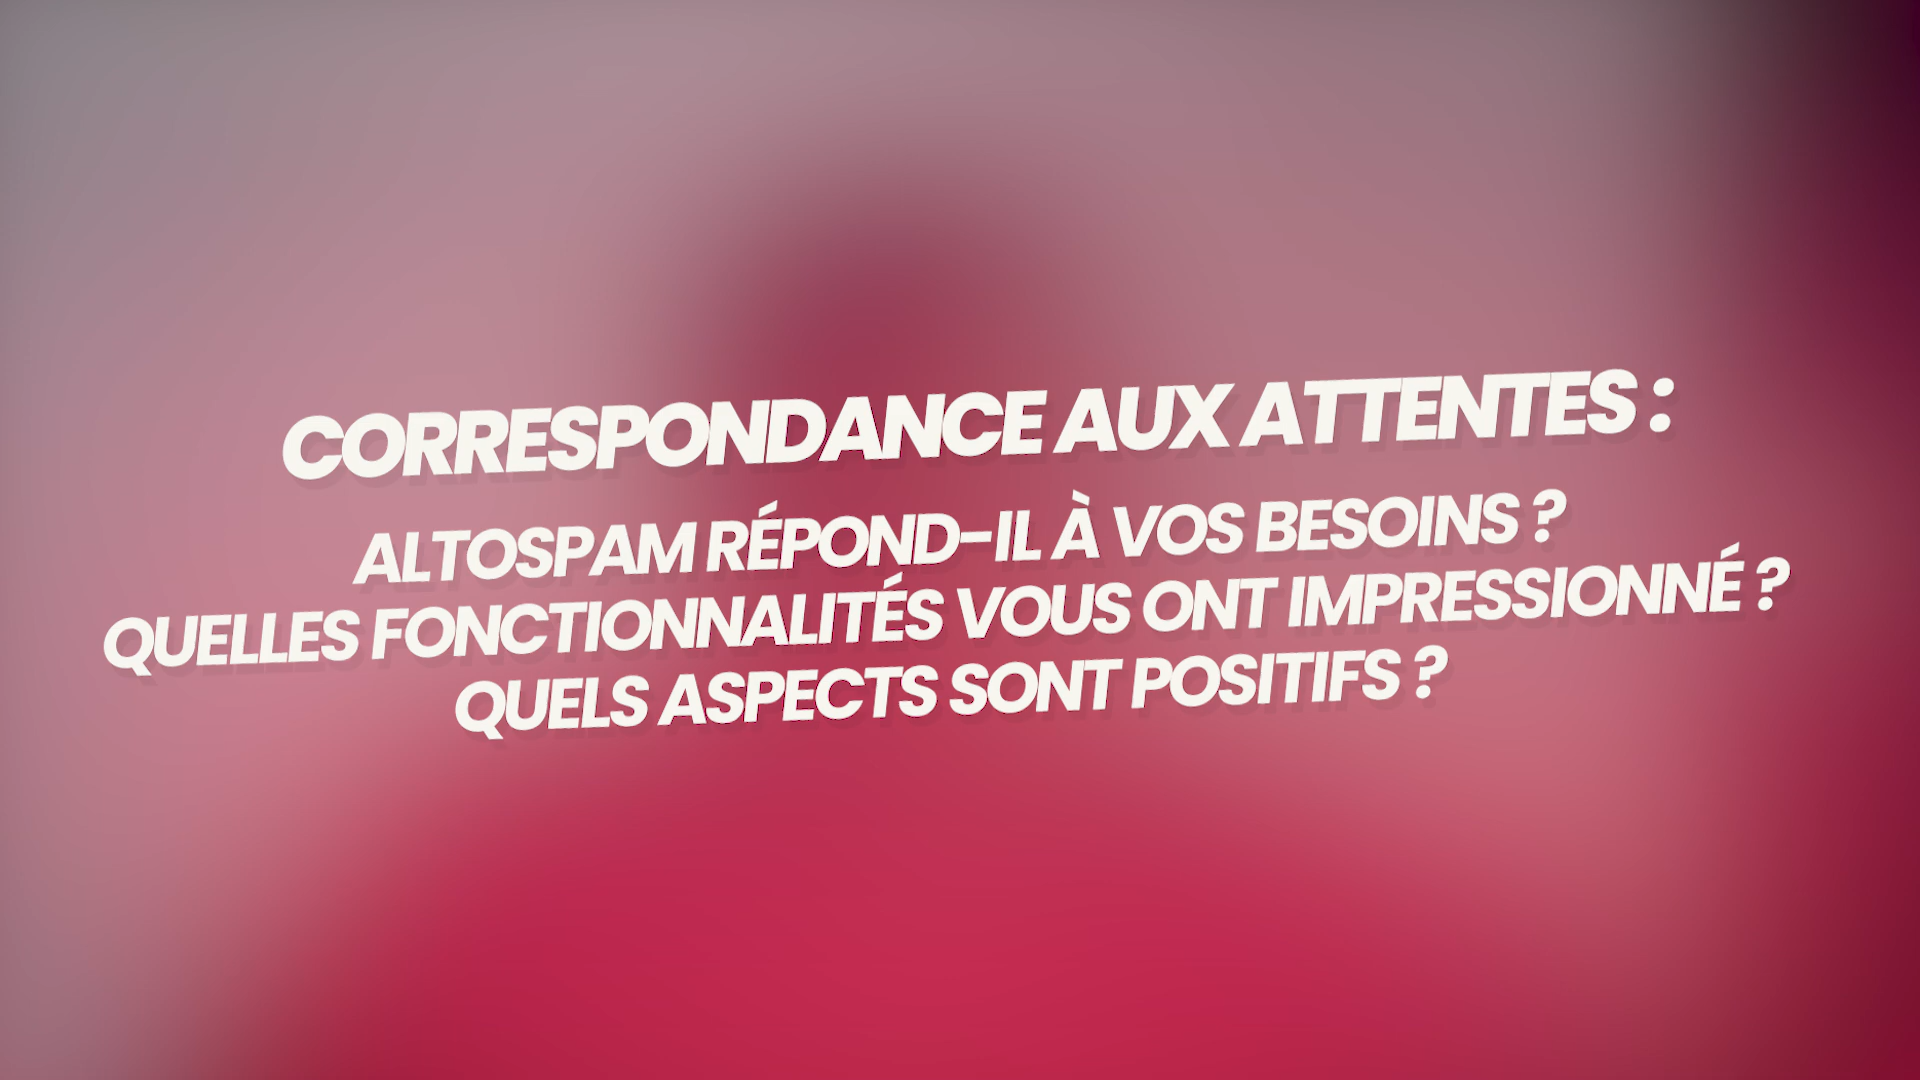 CORRESPONDANCE AUX ATTENTES :
ALTOSPAM RÉPOND-IL À VOS BESOINS ?
QUELLES FONCTIONNALITÉS VOUS ONT IMPRESSIONNÉ ?
QUELS ASPECTS SONT POSITIFS ?